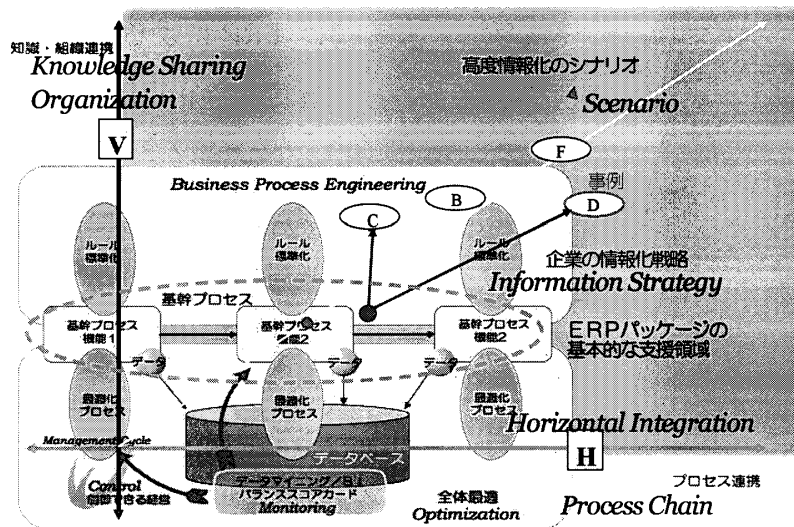 知識・組織連携
Knowledge Sharing
Organization
高度情報化のシナリオ
Scenario
V
F
Business Process Engineering
事例
B
D
C
ルール
標準化
ルール
標準化
ルール
標準化
企業の情報化戦略
Information Strategy
基幹プロセス
基幹プロセス
機能1
基幹プロセス
機能2
基幹プロセス
機能2
ERPパッケージの
基本的な支援領域
データ
データ
データ
最適化
プロセス
最適化
プロセス
最適化
プロセス
Horizontal Integration
Management Cycle
データベース
H
Control
データマイニング/B.I
バランススコアカード
Monitoring
全体最適
Optimization
プロセス連携
Process Chain